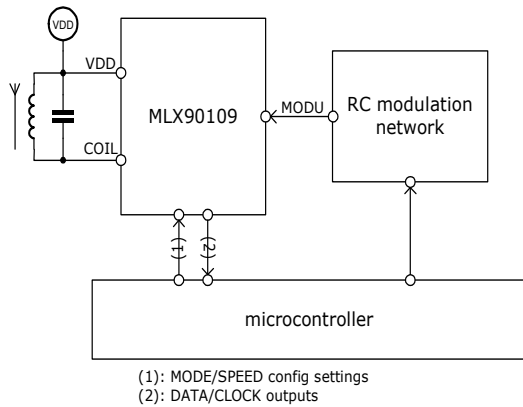 VDD
VDD
MLX90109
COIL
MODU
RC modulation
network
(1)
(2)
microcontroller
(1): MODE/SPEED config settings
(2): DATA/CLOCK outputs